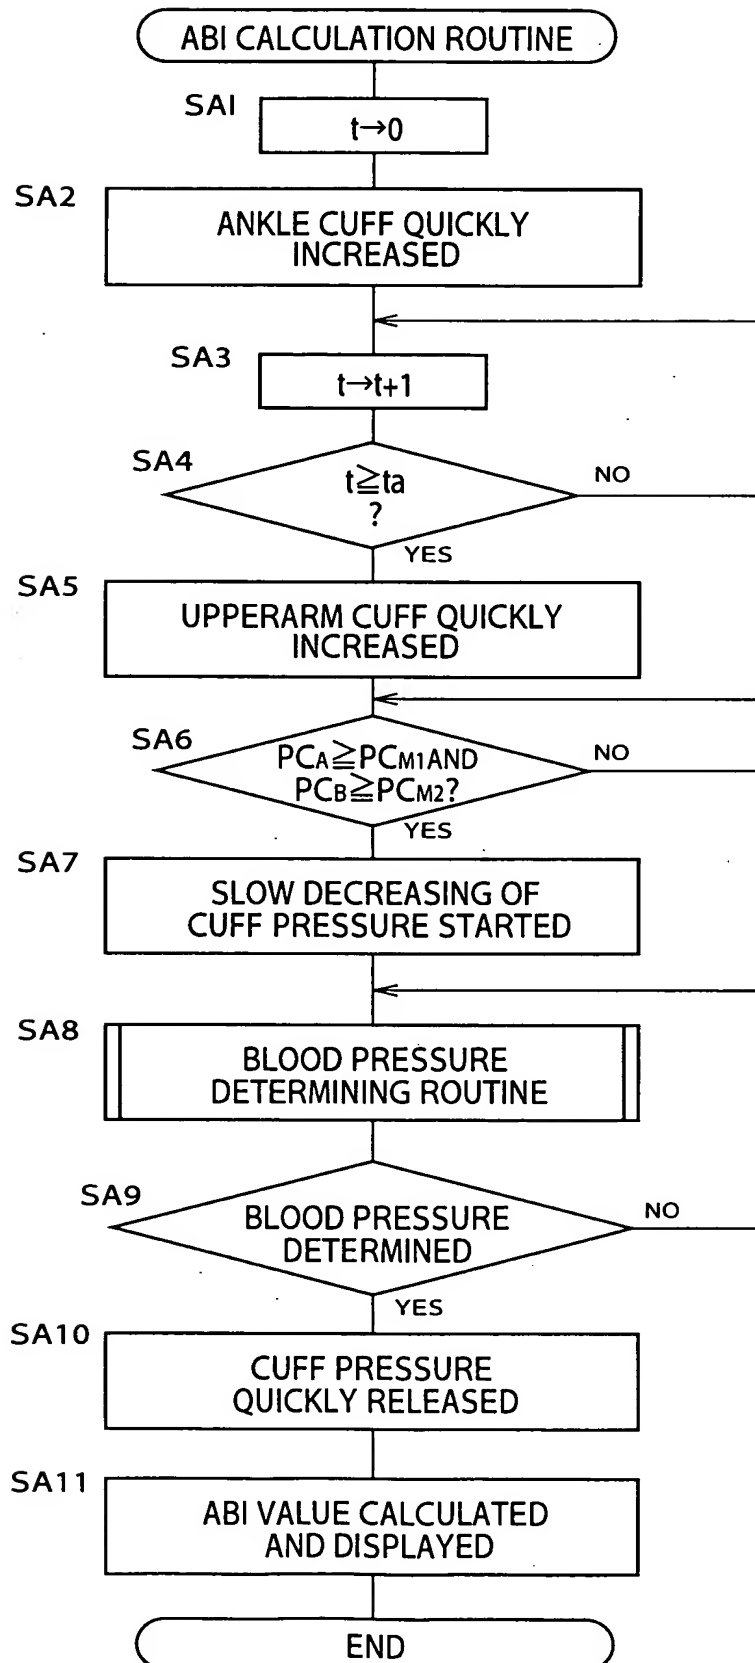 ABI CALCULATION ROUTINE
SA1
t→0
SA2
ANKLE CUFF QUICKLY
INCREASED
SA3
t→t+1
SA4
t≧ta
?
NO
YES
SA5
UPPERARM CUFF QUICKLY
INCREASED
SA6
PCA≧PCM1AND
PCB≧PCM2?
NO
YES
SA7
SLOW DECREASING OF
CUFF PRESSURE STARTED
SA8
BLOOD PRESSURE
DETERMINING ROUTINE
SA9
BLOOD PRESSURE
DETERMINED
NO
YES
SA10
CUFF PRESSURE
QUICKLY RELEASED
SA11
ABI VALUE CALCULATED
AND DISPLAYED
END